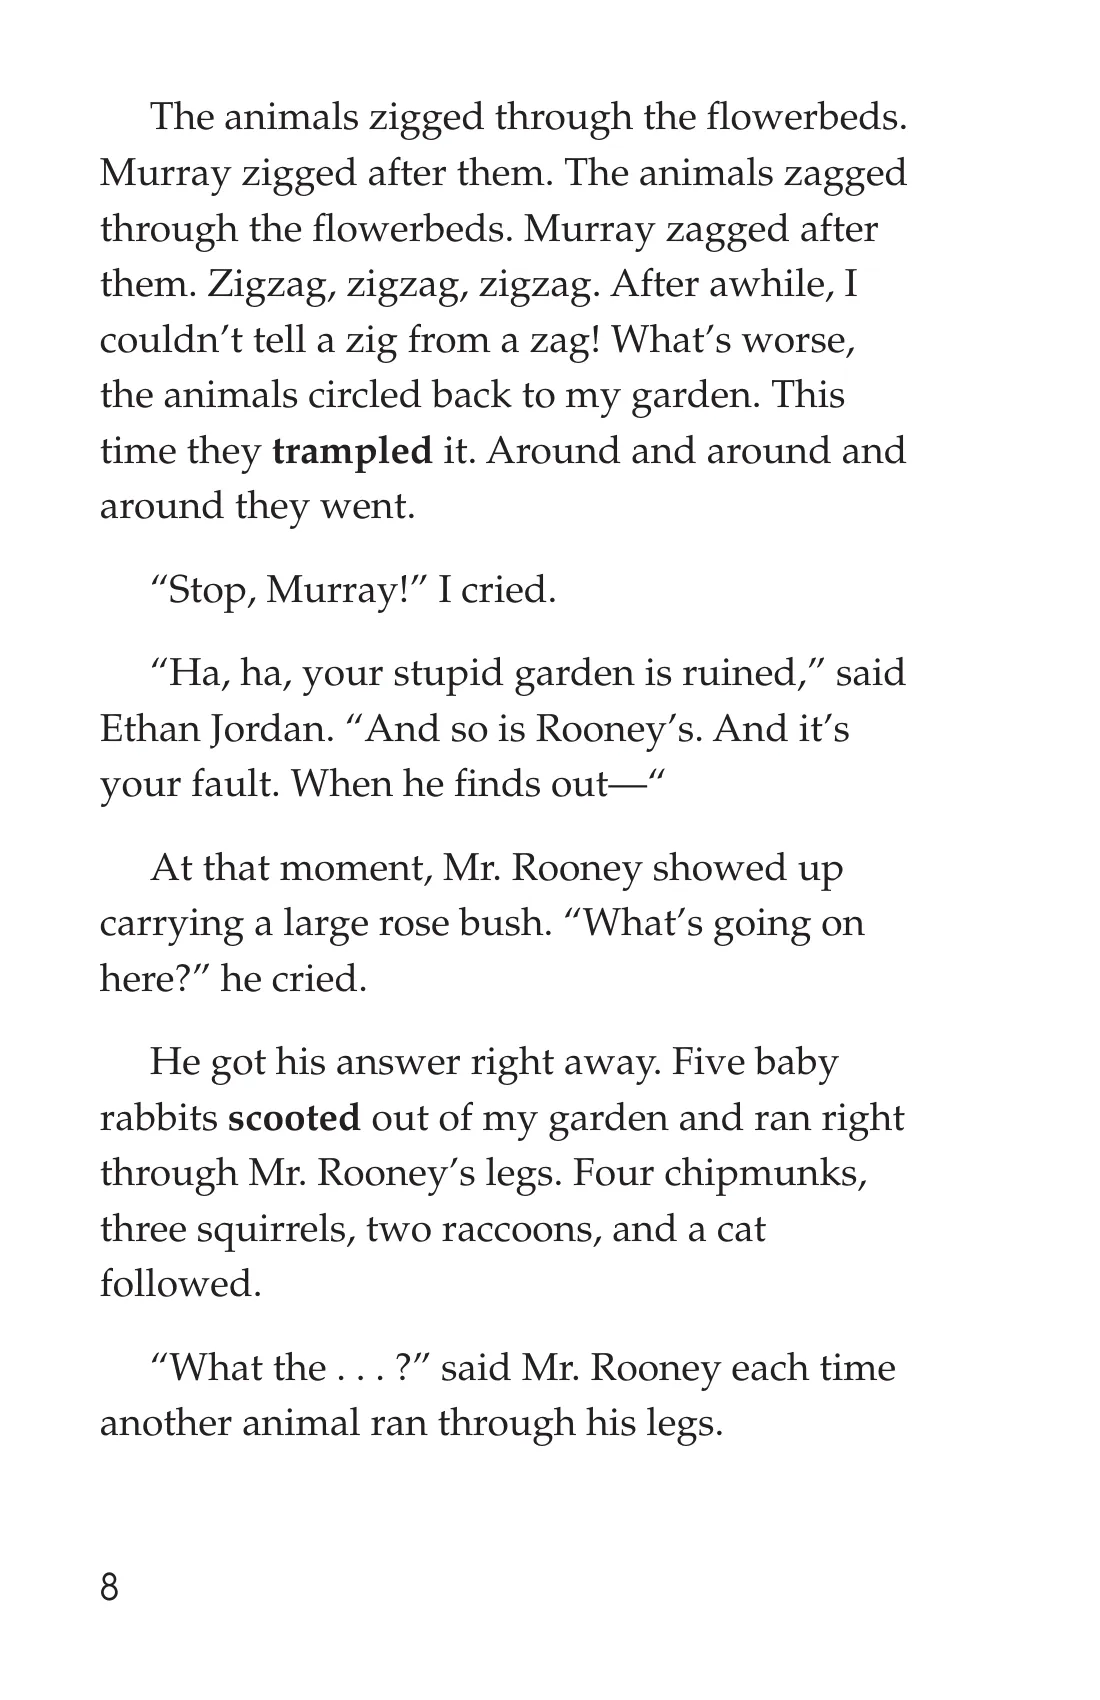 The animals zigged through the flowerbeds.
Murray zigged after them. The animals zagged
through the flowerbeds. Murray zagged after
them. Zigzag, zigzag, zigzag. After awhile, I
couldn’t tell a zig from a zag! What’s worse,
the animals circled back to my garden. This
time they trampled it. Around and around and
around they went.
“Stop, Murray!” I cried.
“Ha, ha, your stupid garden is ruined,” said
Ethan Jordan. “And so is Rooney’s. And it’s
your fault. When he finds out—“
At that moment, Mr. Rooney showed up
carrying a large rose bush. “What’s going on
here?” he cried.
He got his answer right away. Five baby
rabbits scooted out of my garden and ran right
through Mr. Rooney’s legs. Four chipmunks,
three squirrels, two raccoons, and a cat
followed.
“What the . . . ?” said Mr. Rooney each time
another animal ran through his legs.
8